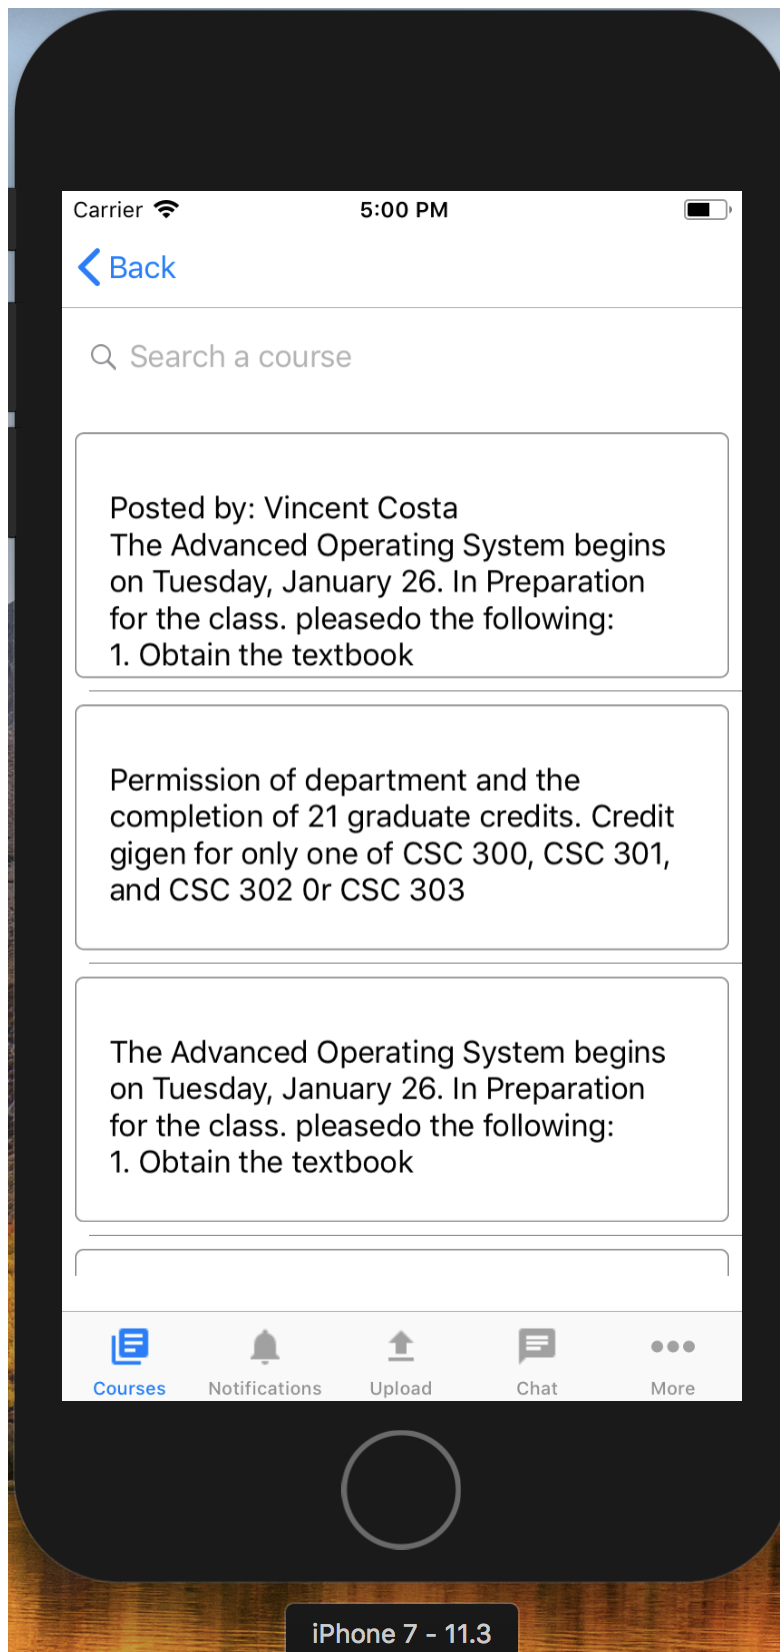 Carrier 5:00 PM
Back
Search a course
Posted by: Vincent Costa
The Advanced Operating System begins
on Tuesday, January 26. In Preparation
for the class. pleasedo the following:
1. Obtain the textbook
Permission of department and the
completion of 21 graduate credits. Credit
gigen for only one of CSC 300, CSC 301,
and CSC 302 0r CSC 303
The Advanced Operating System begins
on Tuesday, January 26. In Preparation
for the class. pleasedo the following:
1. Obtain the textbook
Courses Notifications Upload Chat More
iPhone 7 - 11.3